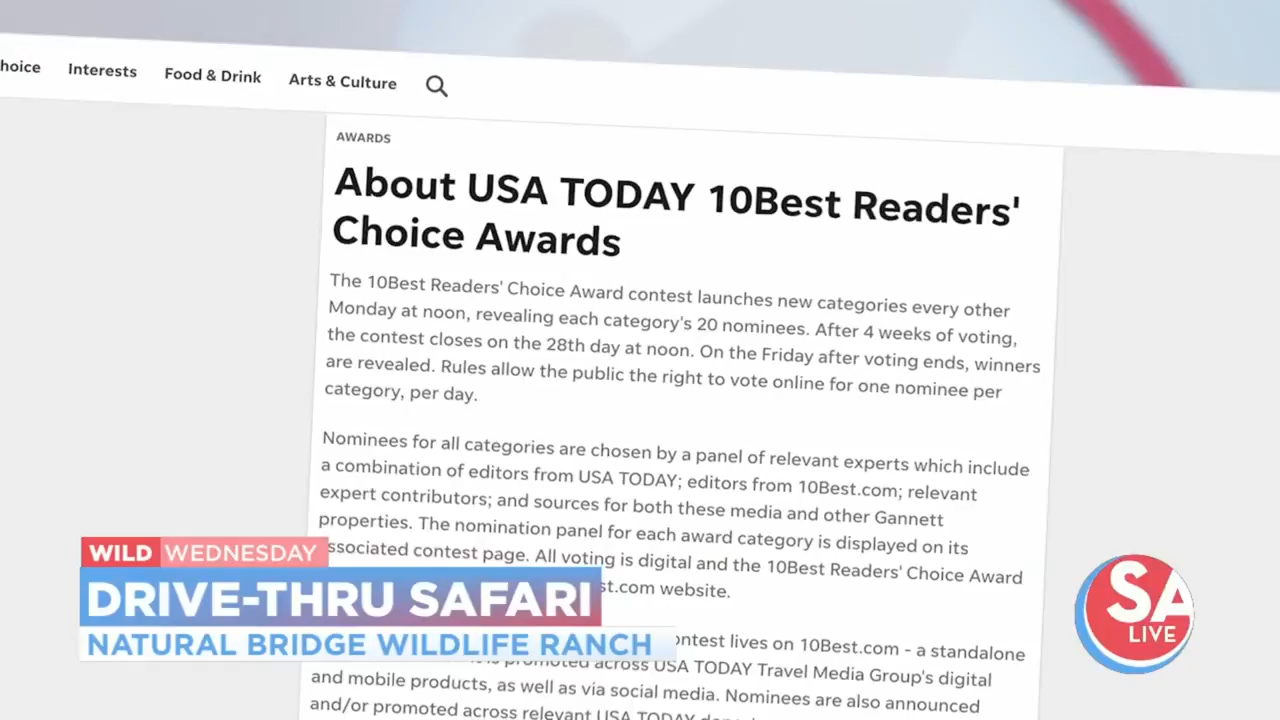 hoice Interests Food & Drink Arts & Culture
AWARDS
About USA TODAY 10Best Readers'
Choice Awards
The 10Best Readers' Choice Award contest launches new categories every other
Monday at noon, revealing each category's 20 nominees. After 4 weeks of voting,
the contest closes on the 28th day at noon. On the Friday after voting ends, winners
are revealed. Rules allow the public the right to vote online for one nominee per
category, per day.
Nominees for all categories are chosen by a panel of relevant experts which include
a combination of editors from USA TODAY; editors from 10Best.com; relevant
expert contributors; and sources for both these media and other Gannett
properties. The nomination panel for each award category is displayed on its
ssociated contest page. All voting is digital and the 10Best Readers' Choice Award
st.com website.
ontest lives on 10Best.com - a standalone
is promoted across USA TODAY Travel Media Group's digital
and mobile products, as well as via social media. Nominees are also announced
and/or promoted across relevant USA TODAY
WILD WEDNESDAY
DRIVE-THRU SAFARI
NATURAL BRIDGE WILDLIFE RANCH
SA
LIVE